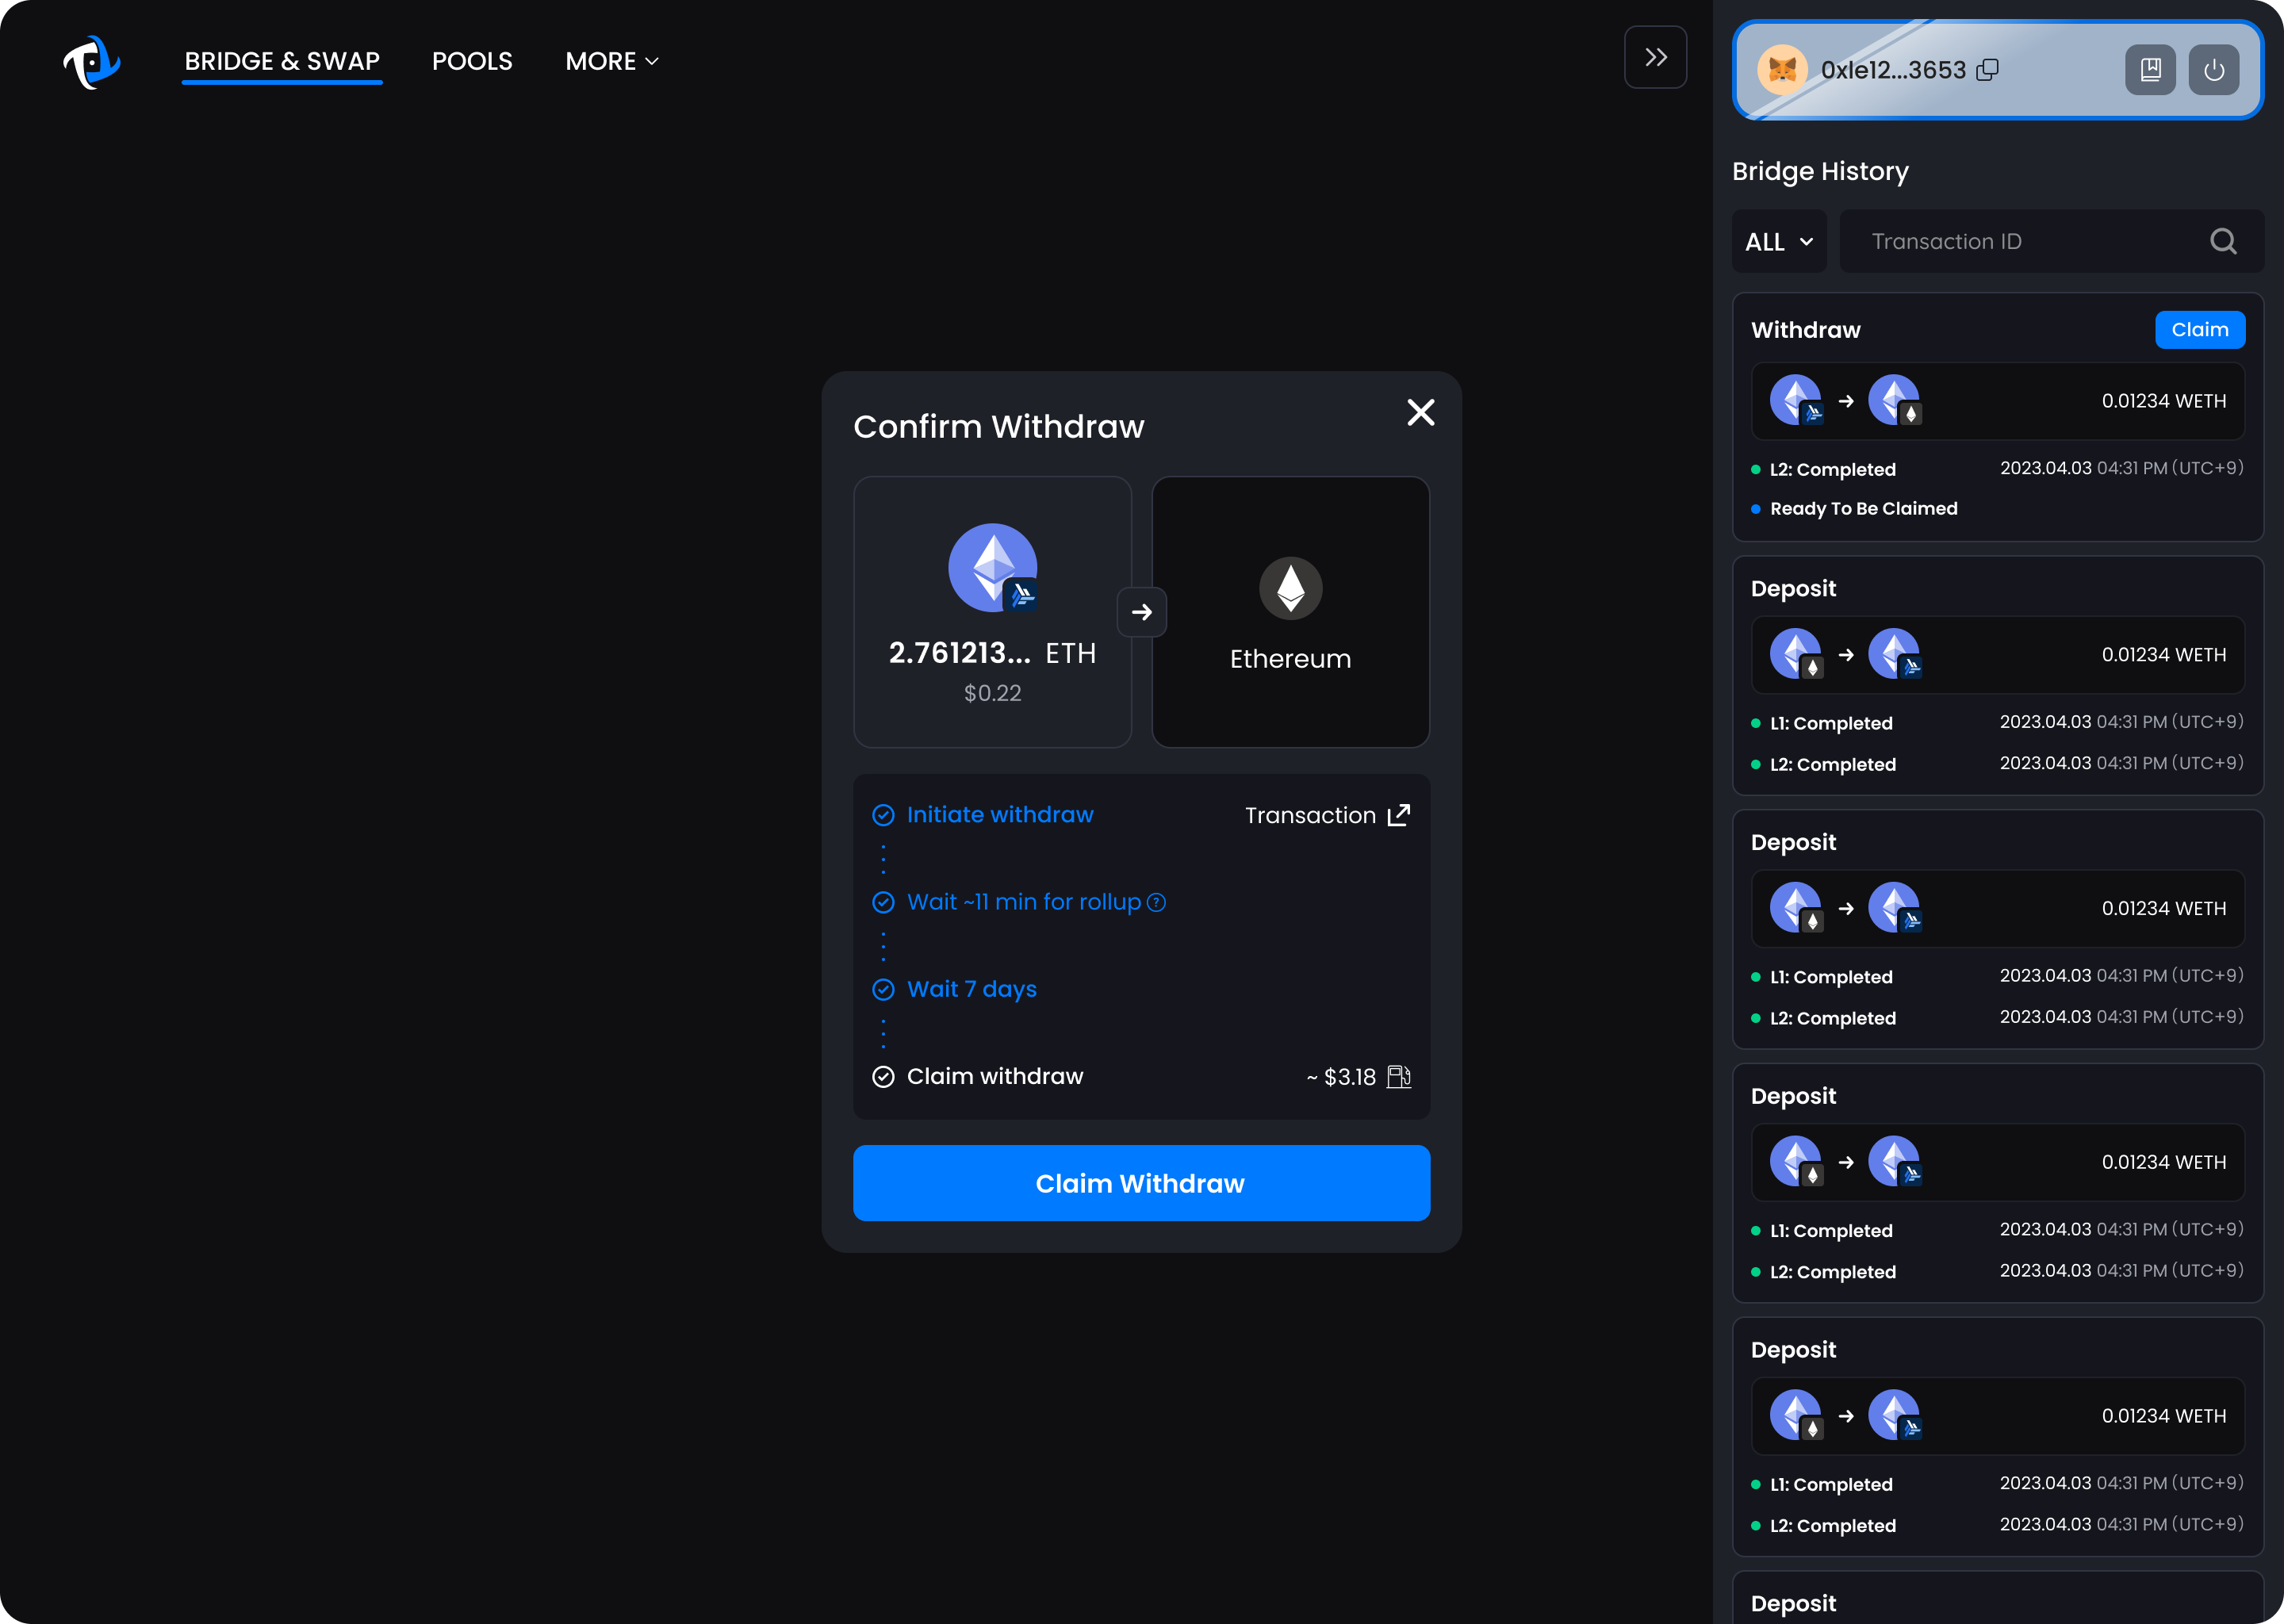 BRIDGE & SWAP
POOLS
MORE
0xle12...3653
Bridge History
ALL
Transaction ID
Withdraw
Claim
0.01234 WETH
L2: Completed
2023.04.03 04:31 PM (UTC+9)
Ready To Be Claimed
Deposit
0.01234 WETH
L1: Completed
2023.04.03 04:31 PM (UTC+9)
L2: Completed
2023.04.03 04:31 PM (UTC+9)
Deposit
0.01234 WETH
L1: Completed
2023.04.03 04:31 PM (UTC+9)
L2: Completed
2023.04.03 04:31 PM (UTC+9)
Deposit
0.01234 WETH
L1: Completed
2023.04.03 04:31 PM (UTC+9)
L2: Completed
2023.04.03 04:31 PM (UTC+9)
Deposit
0.01234 WETH
L1: Completed
2023.04.03 04:31 PM (UTC+9)
L2: Completed
2023.04.03 04:31 PM (UTC+9)
Deposit
Confirm Withdraw
2.761213... ETH
$0.22
Ethereum
Initiate withdraw
Transaction
Wait ~11 min for rollup
Wait 7 days
Claim withdraw
~ $3.18
Claim Withdraw